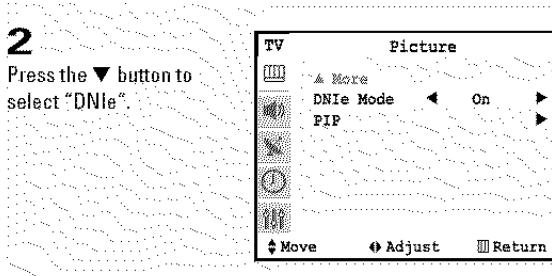 2
Press the ▼ button to
select "DNIe".
TV Picture
▲ More
DNIe Mode ◀ On ▶
PIP ▶
Move Adjust Return